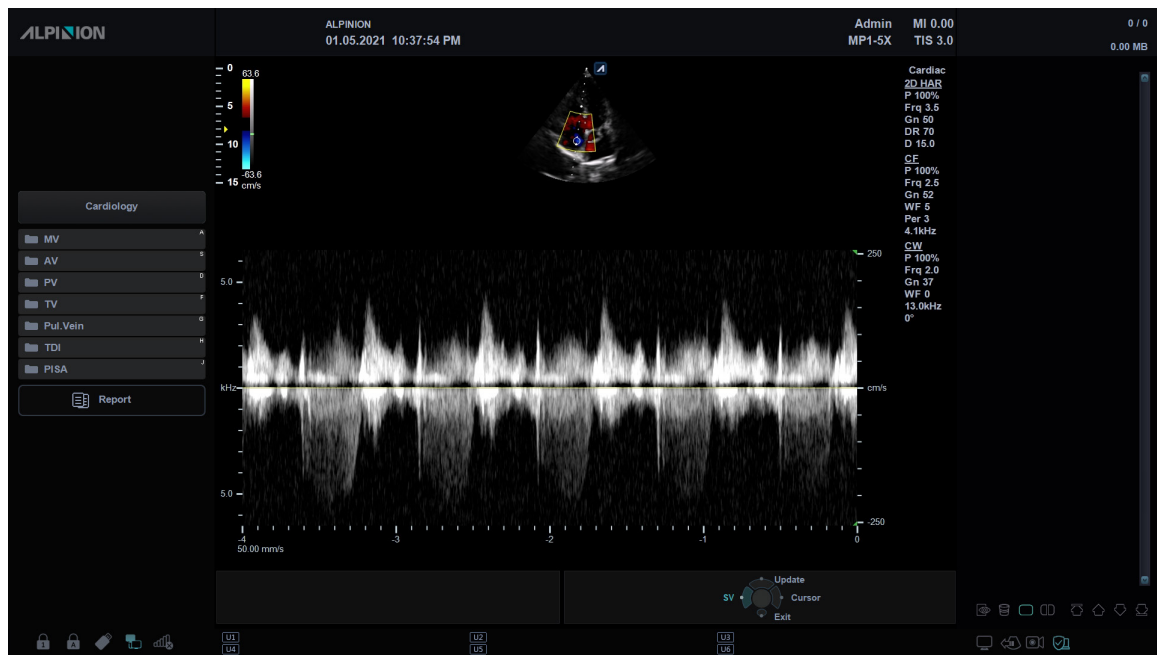 ALPINION
ALPINION
01.05.2021 10:37:54 PM
Admin MI 0.00
MP1-5X TIS 3.0
0 / 0
0.00 MB
Cardiology
MV A
AV S
PV D
TV F
Pul.Vein G
TDI H
PISA J
Report
0
5
10
15
63.6
-63.6
cm/s
A
Cardiac
2D HAR
P 100%
Frq 3.5
Gn 50
DR 70
D 15.0
CF
P 100%
Frq 2.5
Gn 52
WF 5
Per 3
4.1kHz
CW
P 100%
Frq 2.0
Gn 37
WF 0
13.0kHz
0°
250
5.0
kHz
cm/s
5.0
-250
-4 -3 -2 -1 0
50.00 mm/s
Update
SV Cursor
Exit
1 A
U1 U2 U3
U4 U5 U6